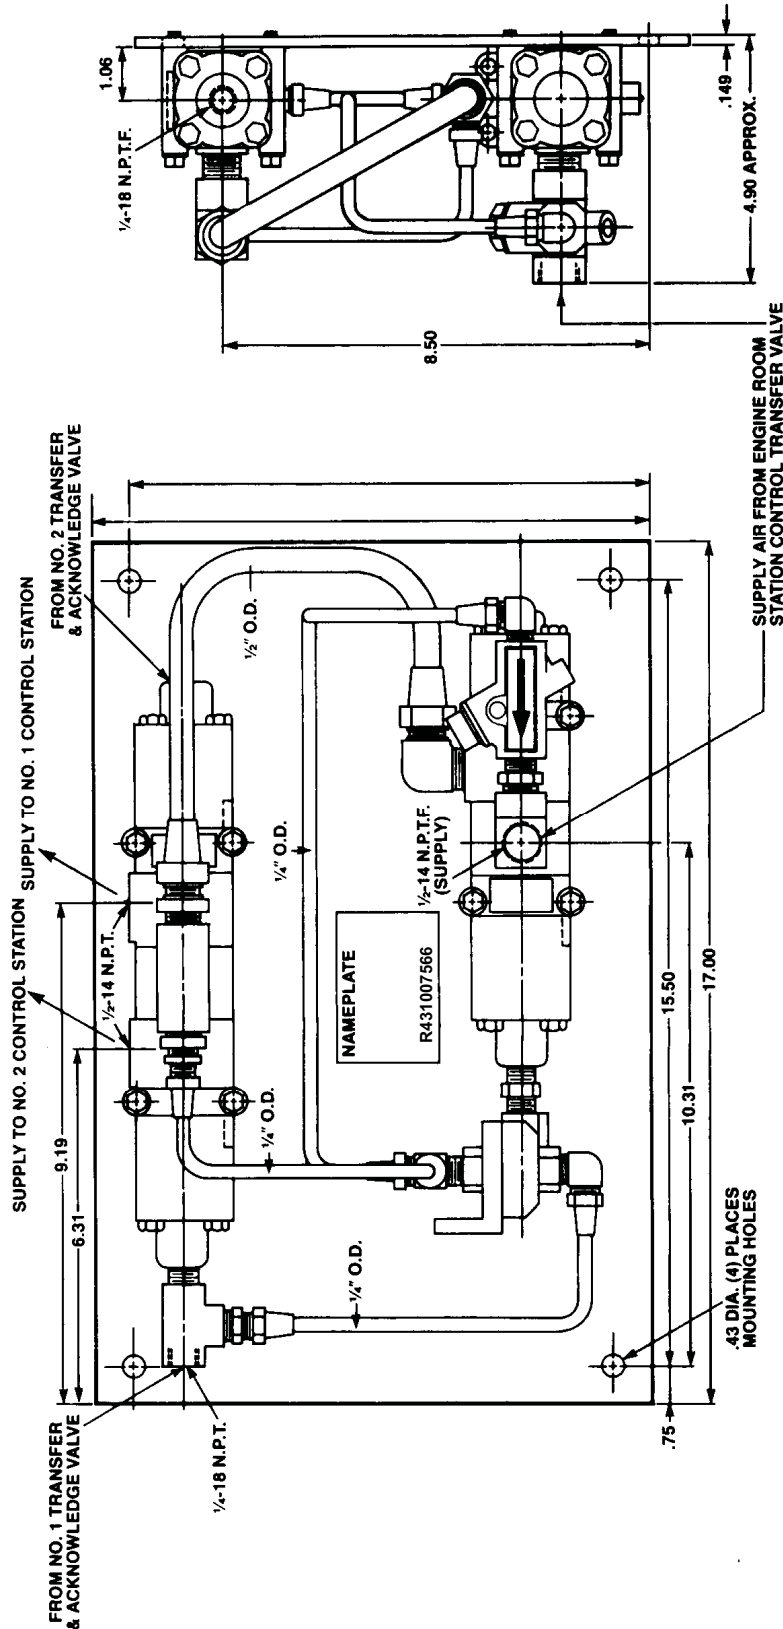 FROM NO. 1 TRANSFER
& ACKNOWLEDGE VALVE
SUPPLY TO NO. 2 CONTROL STATION
SUPPLY TO NO. 1 CONTROL STATION
FROM NO. 2 TRANSFER
& ACKNOWLEDGE VALVE
9.19
6.31
½-14 N.P.T.
¼-18 N.P.T.
½" O.D.
¼" O.D.
¼" O.D.
¼" O.D.
NAMEPLATE
R431007566
½-14 N.P.T.F.
(SUPPLY)
.75
10.31
15.50
17.00
.43 DIA. (4) PLACES
MOUNTING HOLES
SUPPLY AIR FROM ENGINE ROOM
STATION CONTROL TRANSFER VALVE
1.06
¼-18 N.P.T.F.
8.50
.149
4.90 APPROX.